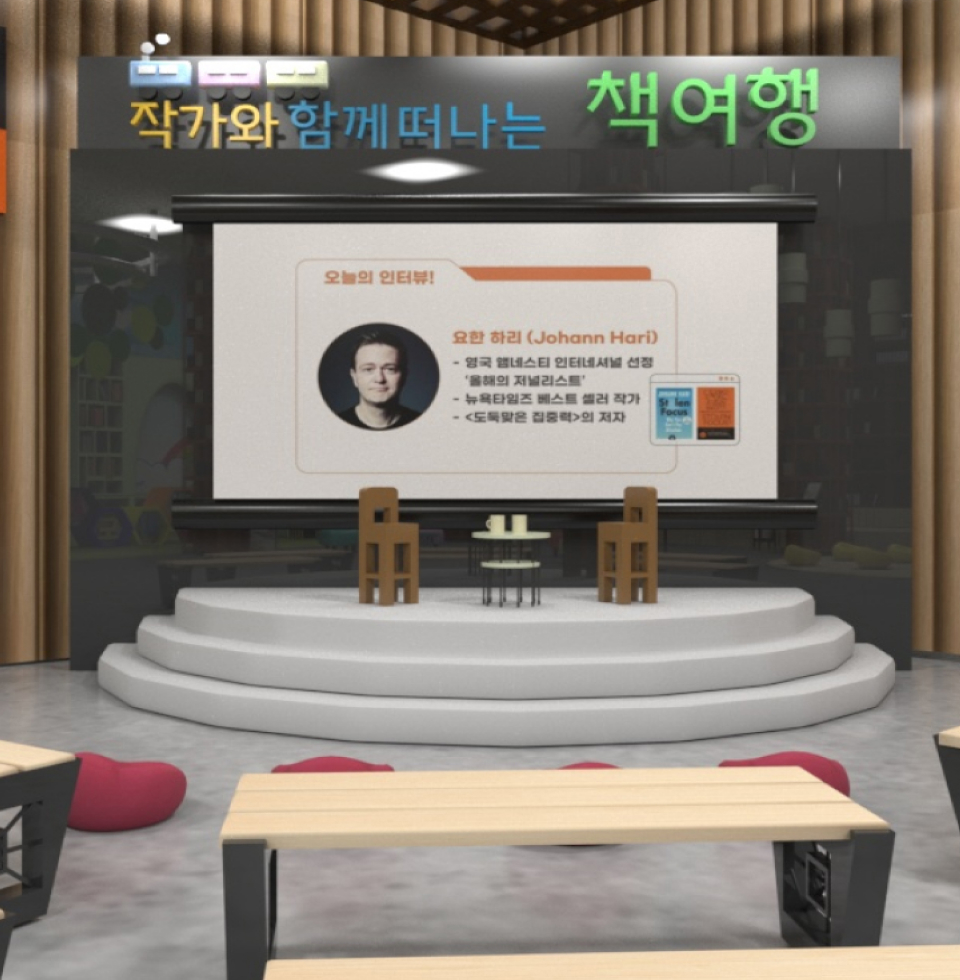 작가와 함께 떠나는 책여행
오늘의 인터뷰!
요한 하리 (Johann Hari)
- 영국 앰네스티 인터네셔널 선정
'올해의 저널리스트'
- 뉴욕타임즈 베스트 셀러 작가
- <도둑맞은 집중력>의 저자
Stolen
Focus